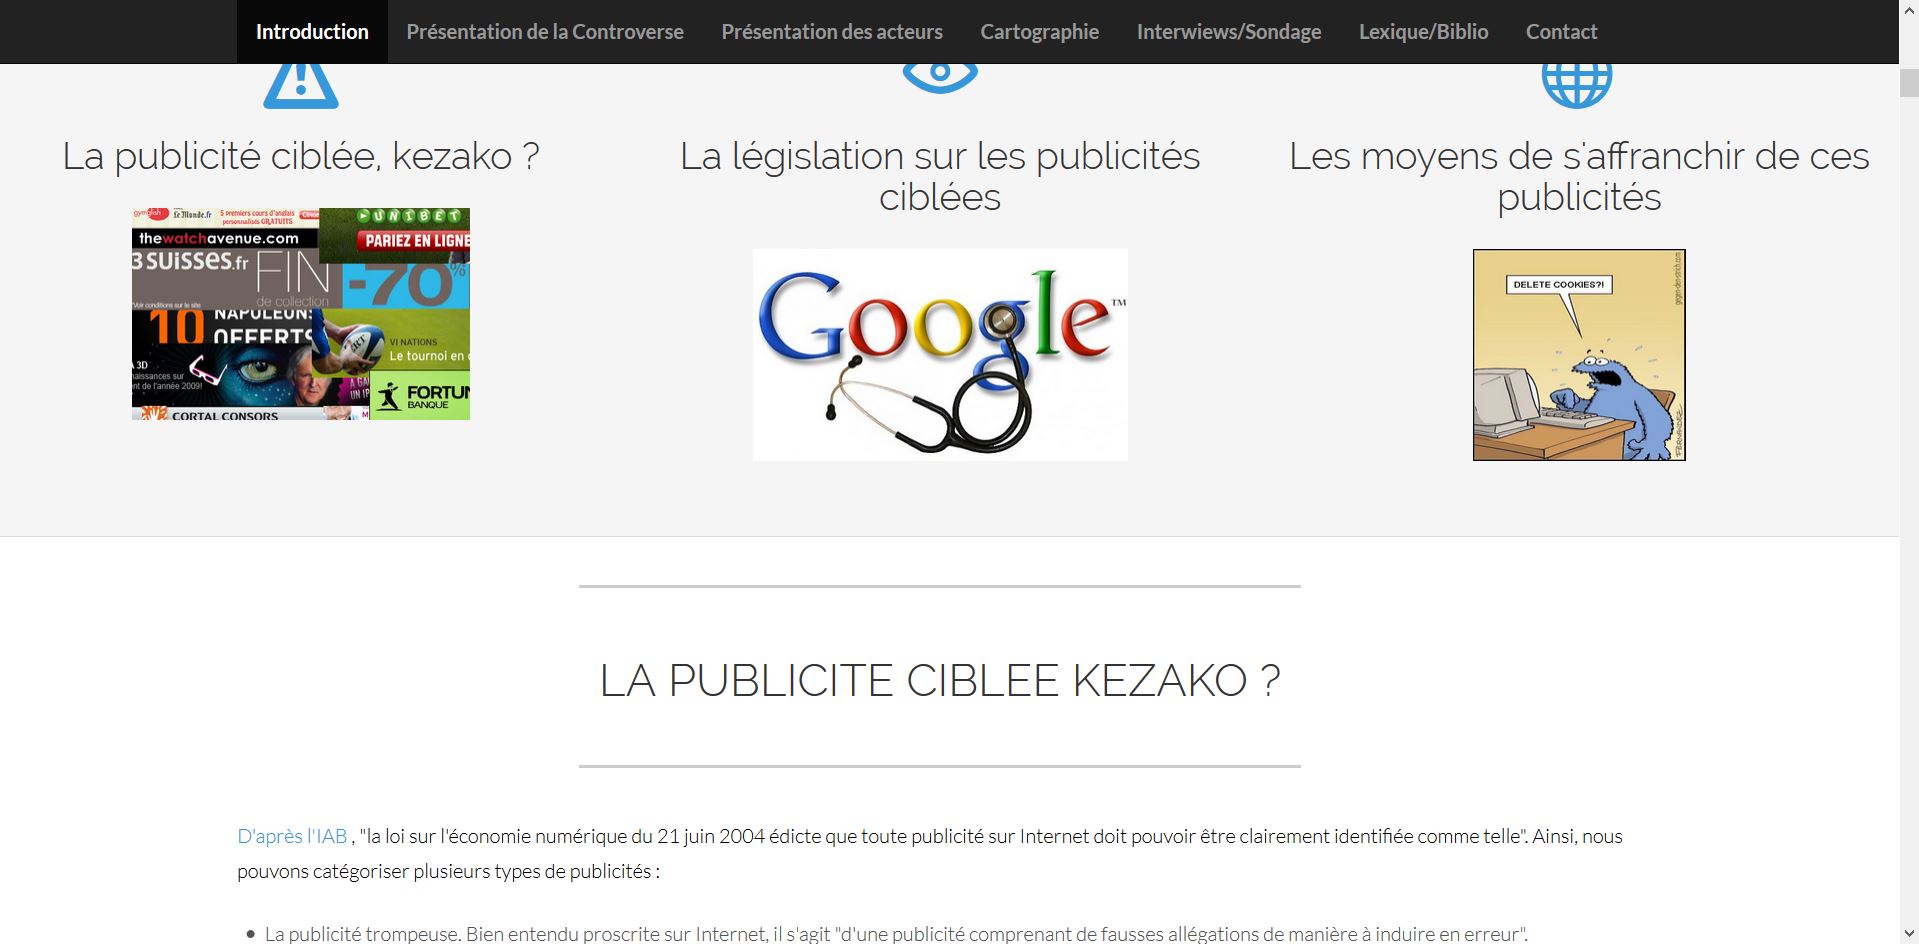 Introduction
Présentation de la Controverse
Présentation des acteurs
Cartographie
Interwiews/Sondage
Lexique/Biblio
Contact
La publicité ciblée, kezako ?
La législation sur les publicités
ciblées
Les moyens de s'affranchir de ces
publicités
gymglish
Le Monde.fr
5 premiers cours d'anglais
personnalisés GRATUITS
UNIBET
PARIEZ EN LIGNE
thewatchavenue.com
3 SUISSES.fr
FIN
de collection
-70%
Voir conditions sur le site
10
NAPOLEONS
OFFERTS
VI NATIONS
Le tournoi en
3D
naissances sur
nt de l'année 2009!
FORTUN
BANQUE
CORTAL CONSORS
Google™
DELETE COOKIES?!
LA PUBLICITE CIBLEE KEZAKO ?
D'après l'IAB , "la loi sur l'économie numérique du 21 juin 2004 édicte que toute publicité sur Internet doit pouvoir être clairement identifiée comme telle". Ainsi, nous
pouvons catégoriser plusieurs types de publicités :
• La publicité trompeuse. Bien entendu proscrite sur Internet, il s'agit "d'une publicité comprenant de fausses allégations de manière à induire en erreur".